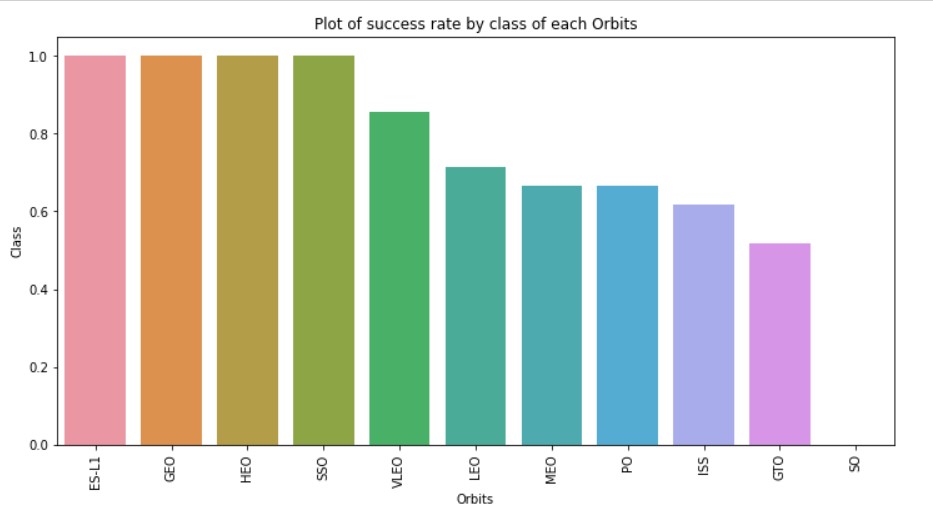 Plot of success rate by class of each Orbits
1.0
0.8
0.6
0.4
0.2
0.0
Class
ES-L1
GEO
HEO
SSO
VLEO
LEO
MEO
PO
ISS
GTO
SO
Orbits